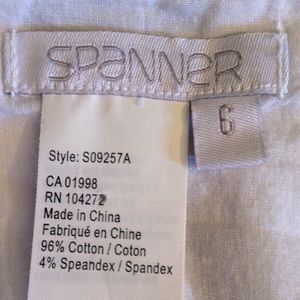 SPANNER
6
Style: S09257A
CA 01998
RN 104272
Made in China
Fabriqué en Chine
96% Cotton / Coton
4% Speandex / Spandex